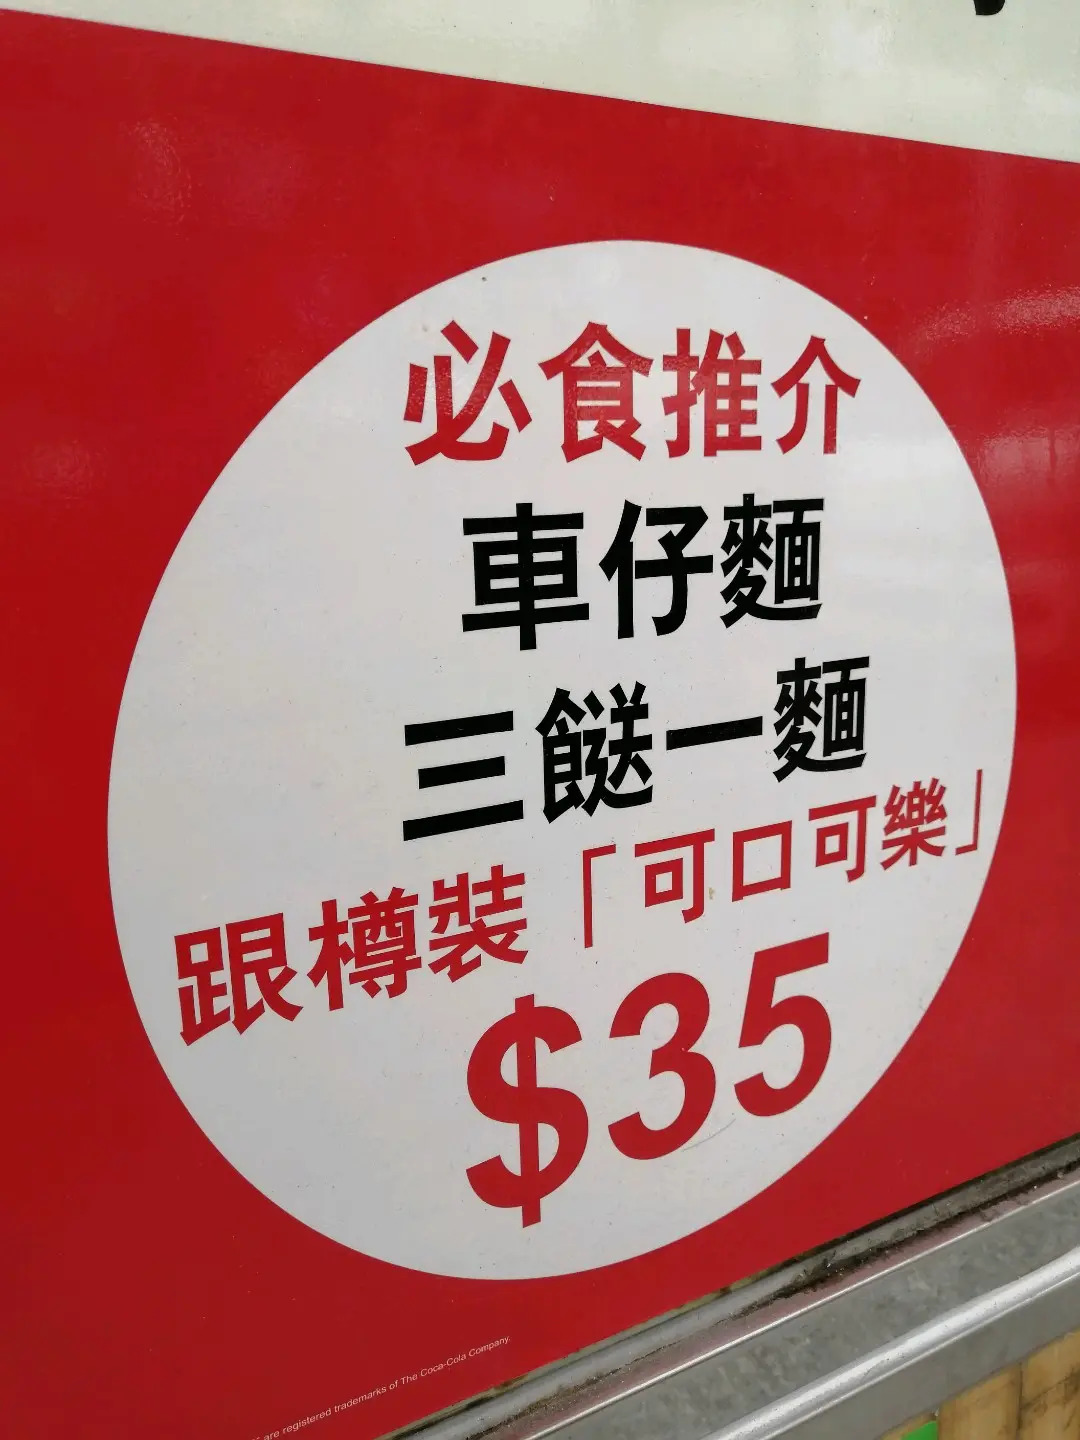 必食推介
車仔麵
三餸一麵
跟樽裝「可口可樂」
$35
are registered trademarks of The Coca-Cola Company.